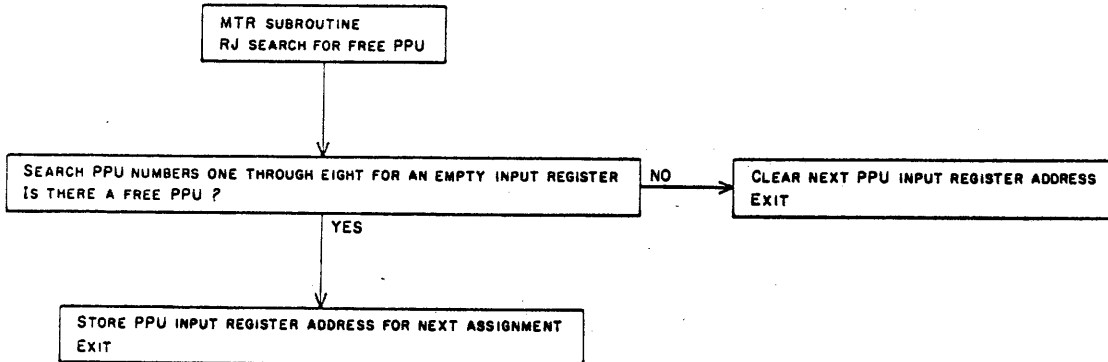 MTR SUBROUTINE
RJ SEARCH FOR FREE PPU
SEARCH PPU NUMBERS ONE THROUGH EIGHT FOR AN EMPTY INPUT REGISTER
IS THERE A FREE PPU ?
NO
CLEAR NEXT PPU INPUT REGISTER ADDRESS
EXIT
YES
STORE PPU INPUT REGISTER ADDRESS FOR NEXT ASSIGNMENT
EXIT